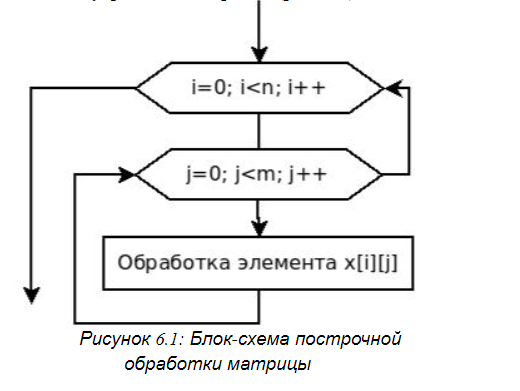 i=0; i<n; i++
j=0; j<m; j++
Обработка элемента x[i][j]
Рисунок 6.1: Блок-схема построчной
обработки матрицы